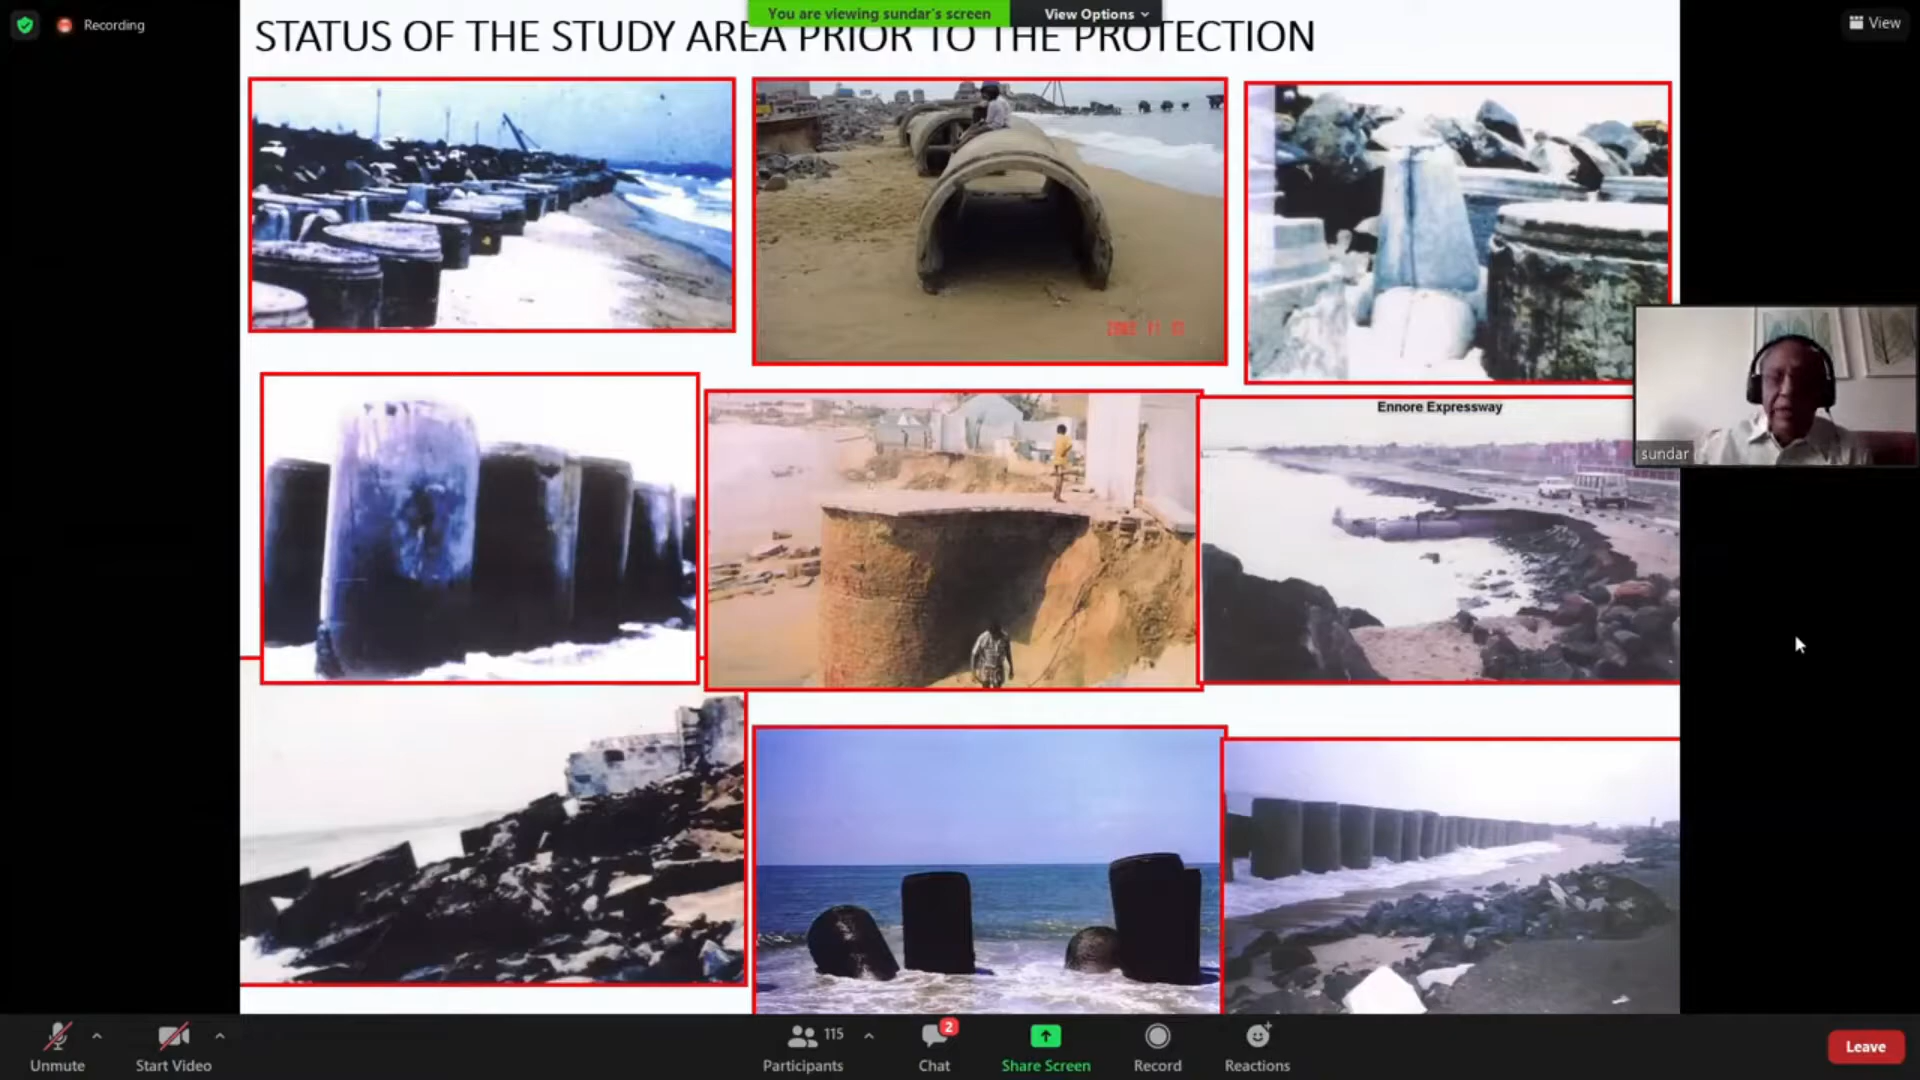 Recording
You are viewing sundar's screen
View Options
View
STATUS OF THE STUDY AREA PRIOR TO THE PROTECTION
Ennore Expressway
sundar
Unmute
Start Video
115
Participants
2
Chat
Share Screen
Record
Reactions
Leave